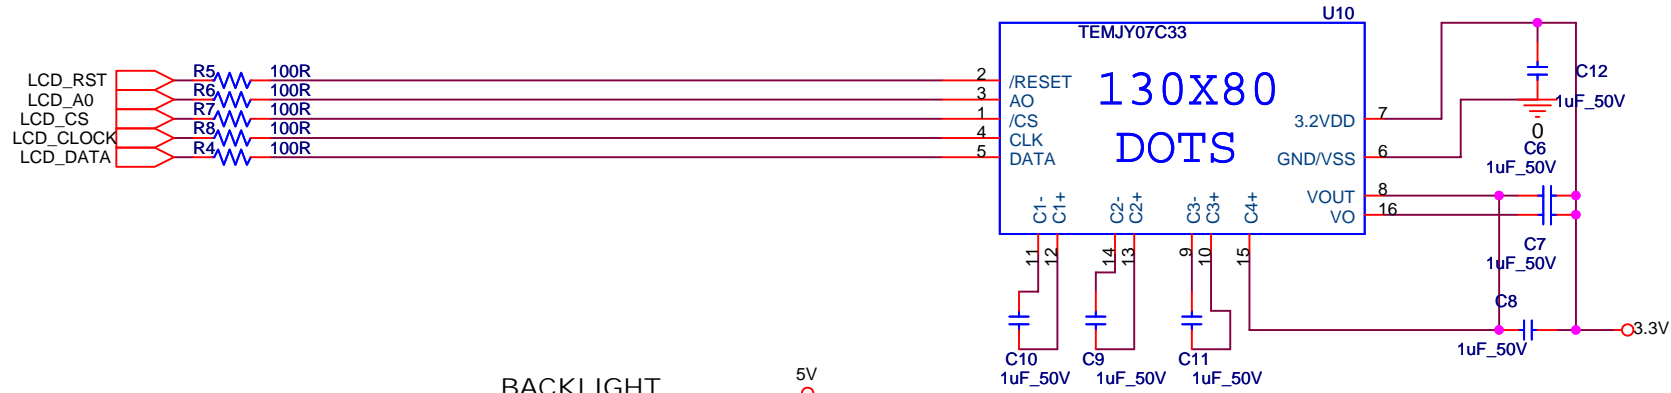 U10
TEMJY07C33
LCD_RST R5 100R 2 /RESET
LCD_A0 R6 100R 3 AO
LCD_CS R7 100R 1 /CS
LCD_CLOCK R8 100R 4 CLK
LCD_DATA R4 100R 5 DATA
130X80
DOTS
3.2VDD 7
GND/VSS 6
VOUT 8
VO 16
C12
1uF_50V
0
C6
1uF_50V
C7
1uF_50V
C1- C1+ C2- C2+ C3- C3+ C4+
11 12 14 13 9 10 15
C8
1uF_50V
3.3V
C10
1uF_50V
C9
1uF_50V
C11
1uF_50V
BACKLIGHT
5V